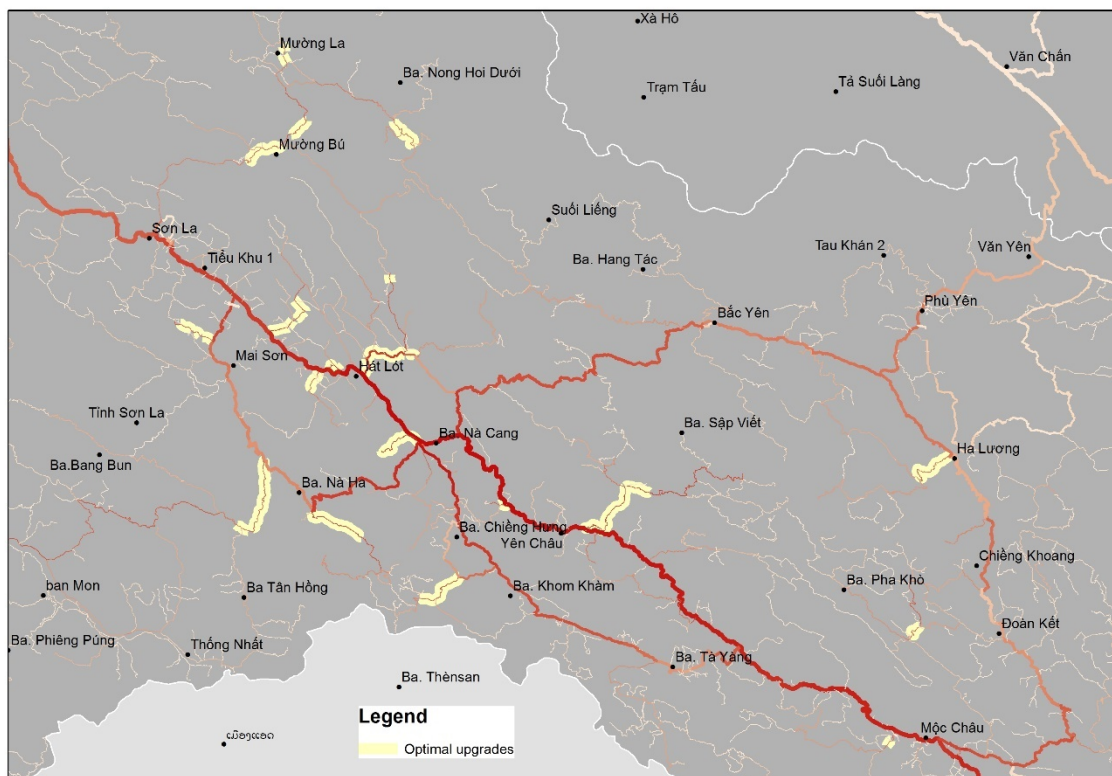 Xà Hồ
Mường La
Văn Chấn
Ba. Nong Hoi Dưới
Trạm Tấu
Tả Suối Làng
Mường Bú
Suối Liếng
Sơn La
Tiểu Khu 1
Ba. Hang Tác
Tau Khán 2
Văn Yên
Phù Yên
Bắc Yên
Mai Sơn
Hát Lót
Tỉnh Sơn La
Ba. Nà Cang
Ba. Sập Việt
Ba.Bang Bun
Ha Lương
Ba. Nà Hạ
Ba. Chiềng Hưng
Yên Châu
Chiềng Khoang
ban Mon
Ba Tân Hồng
Ba. Khom Khàm
Ba. Pha Khò
Ba. Phiêng Púng
Thống Nhất
Đoàn Kết
Ba. Tà Yầng
Ba. Thènsan
Legend
Optimal upgrades
Mộc Châu